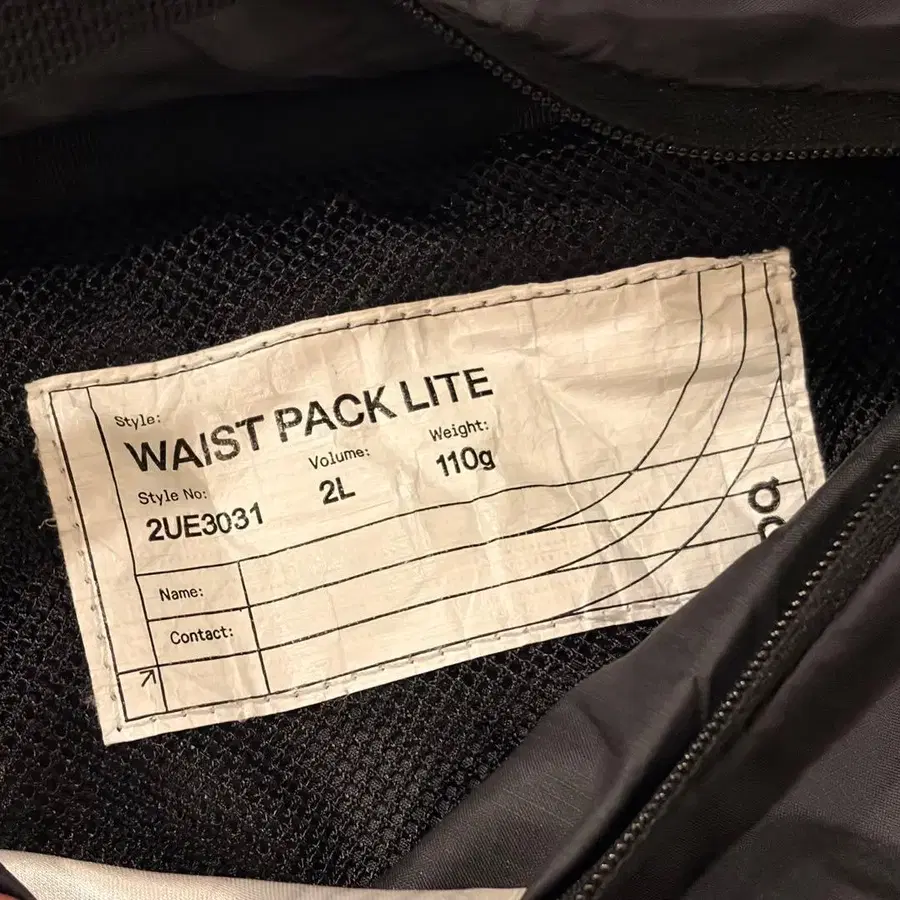 Style:
WAIST PACK LITE
Style No:
2UE3031
Volume:
2L
Weight:
110g
Name:
Contact: